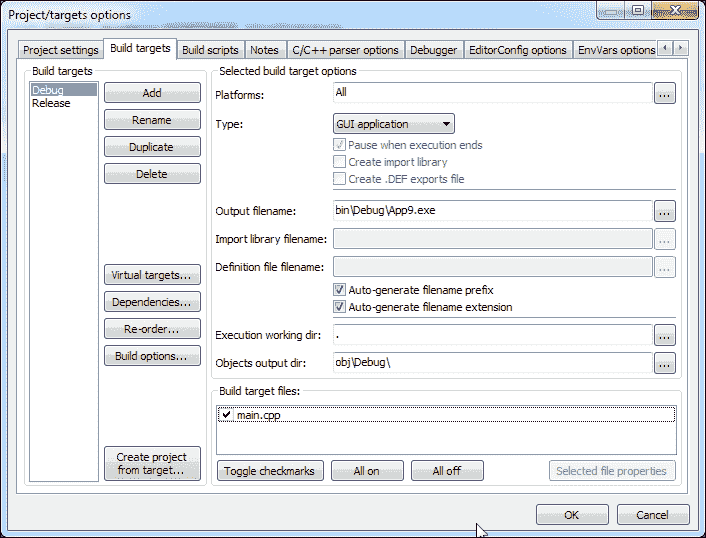 Project/targets options
Project settings Build targets Build scripts Notes C/C++ parser options Debugger EditorConfig options EnvVars options
Build targets
Debug
Release
Add
Rename
Duplicate
Delete
Virtual targets...
Dependencies...
Re-order...
Build options...
Create project
from target...
Selected build target options
Platforms: All ...
Type: GUI application
Pause when execution ends
Create import library
Create .DEF exports file
Output filename: bin\Debug\App9.exe ...
Import library filename: ...
Definition file filename: ...
Auto-generate filename prefix
Auto-generate filename extension
Execution working dir: . ...
Objects output dir: obj\Debug\ ...
Build target files:
main.cpp
Toggle checkmarks All on All off Selected file properties
OK Cancel